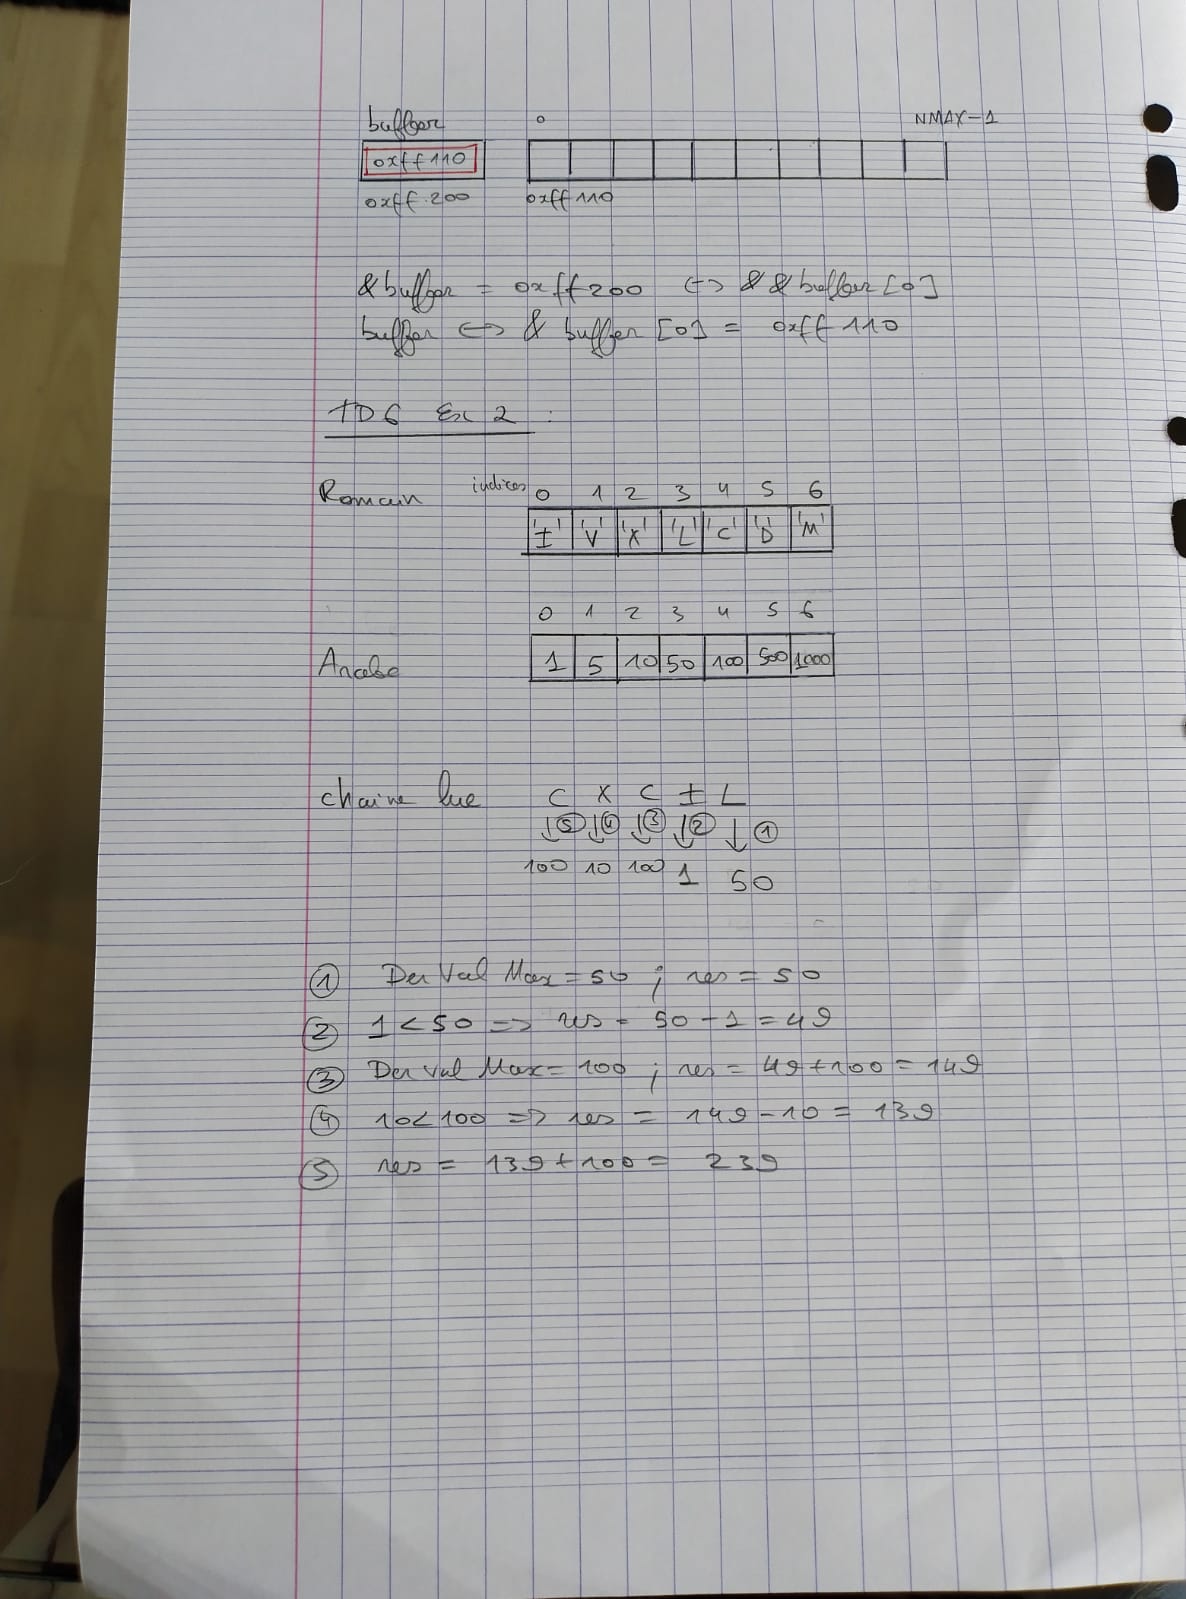 buffer 0 NMAX-1
0xff110
0xff200 0xff110
&buffer = 0xff200 <-> & &buffer[0]
buffer <-> & buffer [0] = 0xff110
TD6 Ex 2 :
Romain indices 0 1 2 3 4 5 6
'I' 'V' 'X' 'L' 'C' 'D' 'M'
0 1 2 3 4 5 6
Arabe 1 5 10 50 100 500 1000
chaine lue C X C I L
↓⑤ ↓④ ↓③ ↓② ↓①
100 10 100 1 50
① Der Val Max = 50 ; res = 50
② 1 < 50 => res = 50 - 1 = 49
③ Der Val Max = 100 ; res = 49 + 100 = 149
④ 10 < 100 => res = 149 - 10 = 139
⑤ res = 139 + 100 = 239